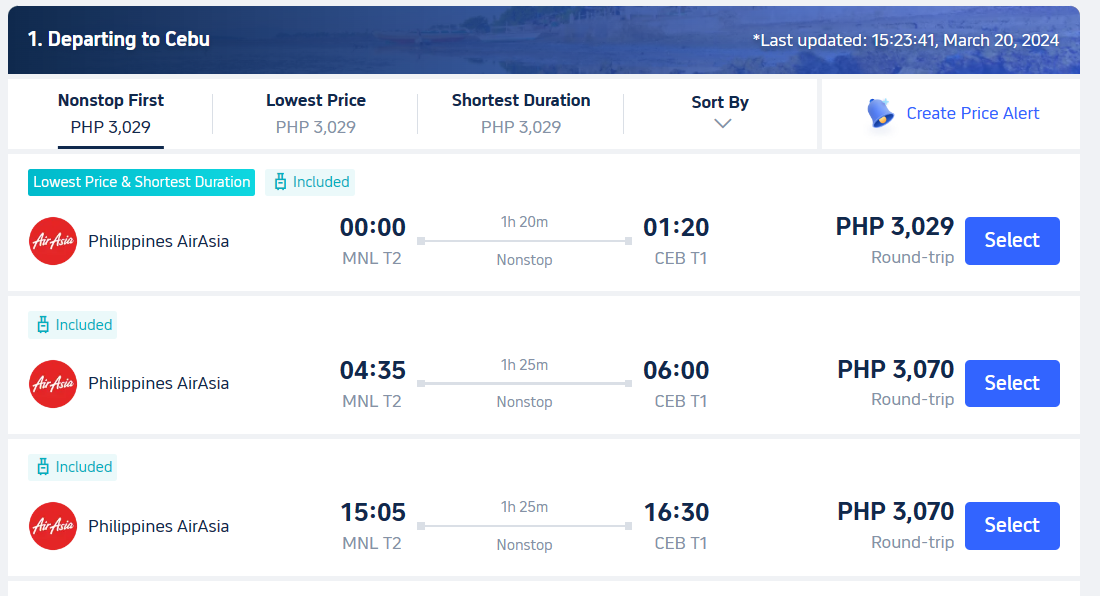 1. Departing to Cebu
*Last updated: 15:23:41, March 20, 2024
Nonstop First
PHP 3,029
Lowest Price
PHP 3,029
Shortest Duration
PHP 3,029
Sort By
Create Price Alert
Lowest Price & Shortest Duration
Included
AirAsia
Philippines AirAsia
00:00
MNL T2
1h 20m
Nonstop
01:20
CEB T1
PHP 3,029
Round-trip
Select
Included
AirAsia
Philippines AirAsia
04:35
MNL T2
1h 25m
Nonstop
06:00
CEB T1
PHP 3,070
Round-trip
Select
Included
AirAsia
Philippines AirAsia
15:05
MNL T2
1h 25m
Nonstop
16:30
CEB T1
PHP 3,070
Round-trip
Select